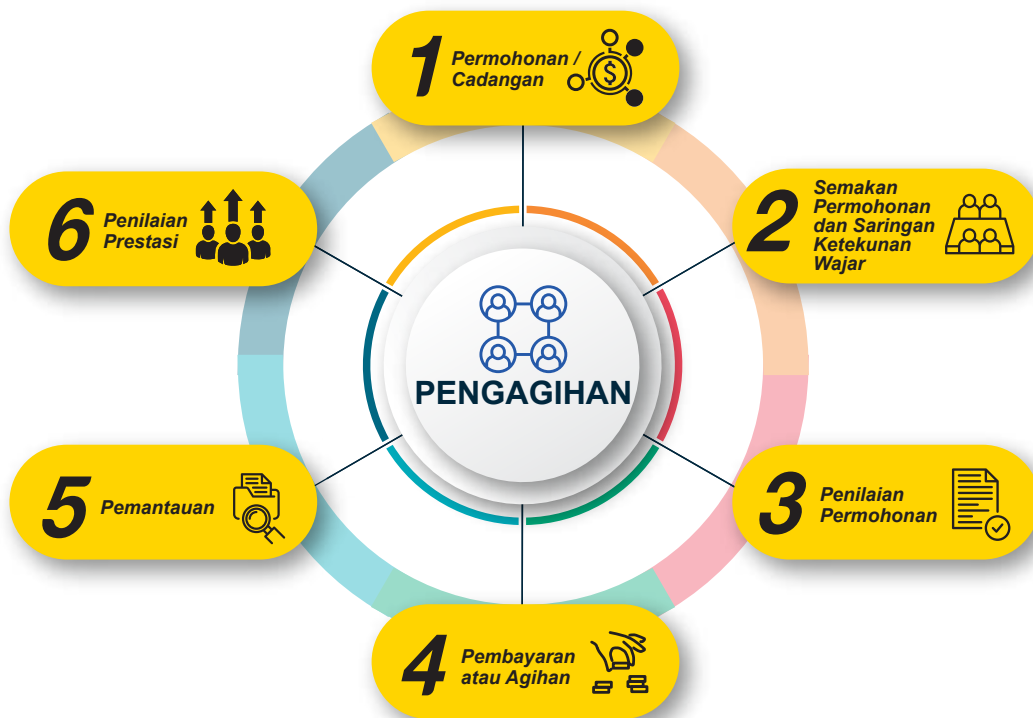 1
Permohonan /
Cadangan
$
2
Semakan
Permohonan
dan Saringan
Ketekunan
Wajar
3
Penilaian
Permohonan
4
Pembayaran
atau Agihan
5
Pemantauan
6
Penilaian
Prestasi
PENGAGIHAN